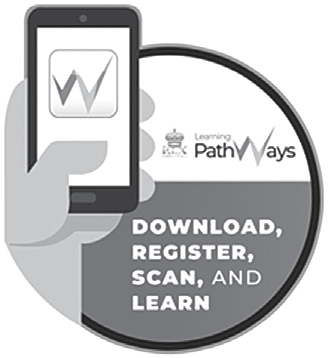 Learning
PathWays
DOWNLOAD,
REGISTER,
SCAN, AND
LEARN